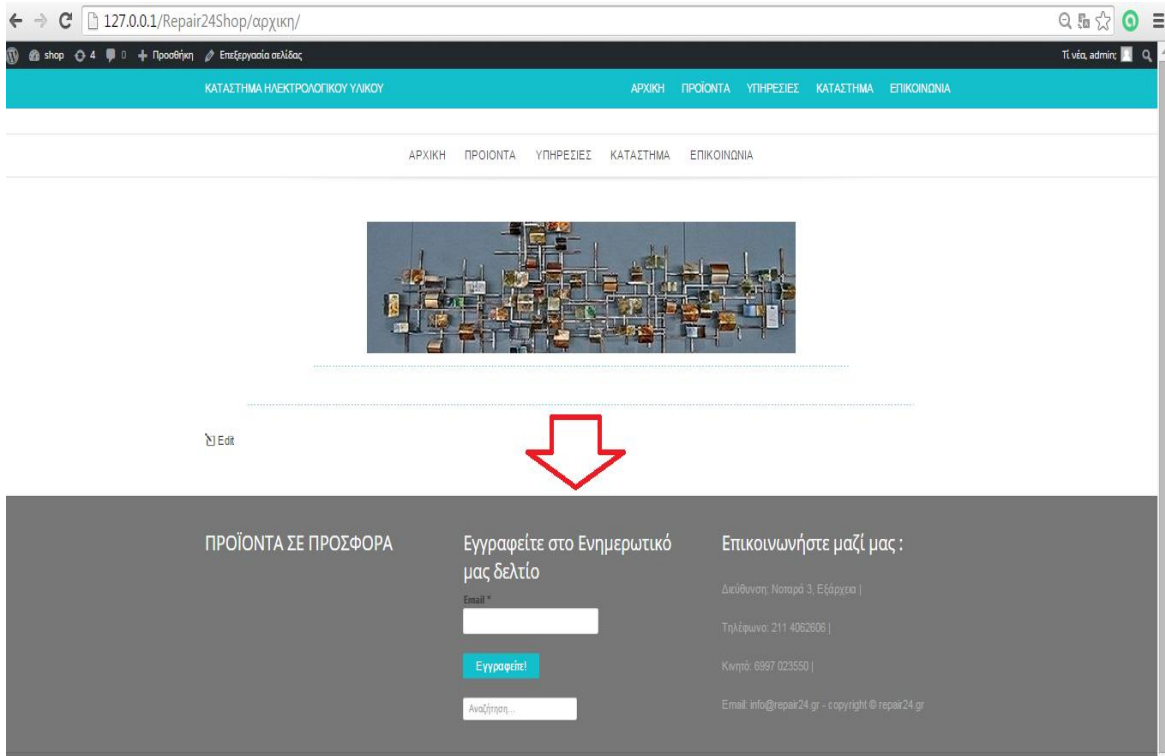 127.0.0.1/Repair24Shop/αρχικη/
shop 4 0 + Προσθήκη Επεξεργασία σελίδας Τί νέα, admin;
ΚΑΤΑΣΤΗΜΑ ΗΛΕΚΤΡΟΛΟΓΙΚΟΥ ΥΛΙΚΟΥ ΑΡΧΙΚΗ ΠΡΟΪΟΝΤΑ ΥΠΗΡΕΣΙΕΣ ΚΑΤΑΣΤΗΜΑ ΕΠΙΚΟΙΝΩΝΙΑ
ΑΡΧΙΚΗ ΠΡΟΙΟΝΤΑ ΥΠΗΡΕΣΙΕΣ ΚΑΤΑΣΤΗΜΑ ΕΠΙΚΟΙΝΩΝΙΑ
Edit
ΠΡΟΪΟΝΤΑ ΣΕ ΠΡΟΣΦΟΡΑ
Εγγραφείτε στο Ενημερωτικό
μας δελτίο
Email *
Εγγραφείτε!
Αναζήτηση...
Επικοινωνήστε μαζί μας :
Διεύθυνση: Νοταρά 3, Εξάρχεια |
Τηλέφωνο: 211 4062606 |
Κινητό: 6997 023550 |
Email: info@repair24.gr - copyright © repair24.gr